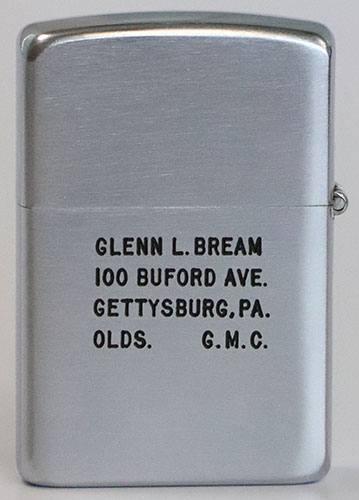 GLENN L. BREAM
100 BUFORD AVE.
GETTYSBURG, PA.
OLDS. G.M.C.